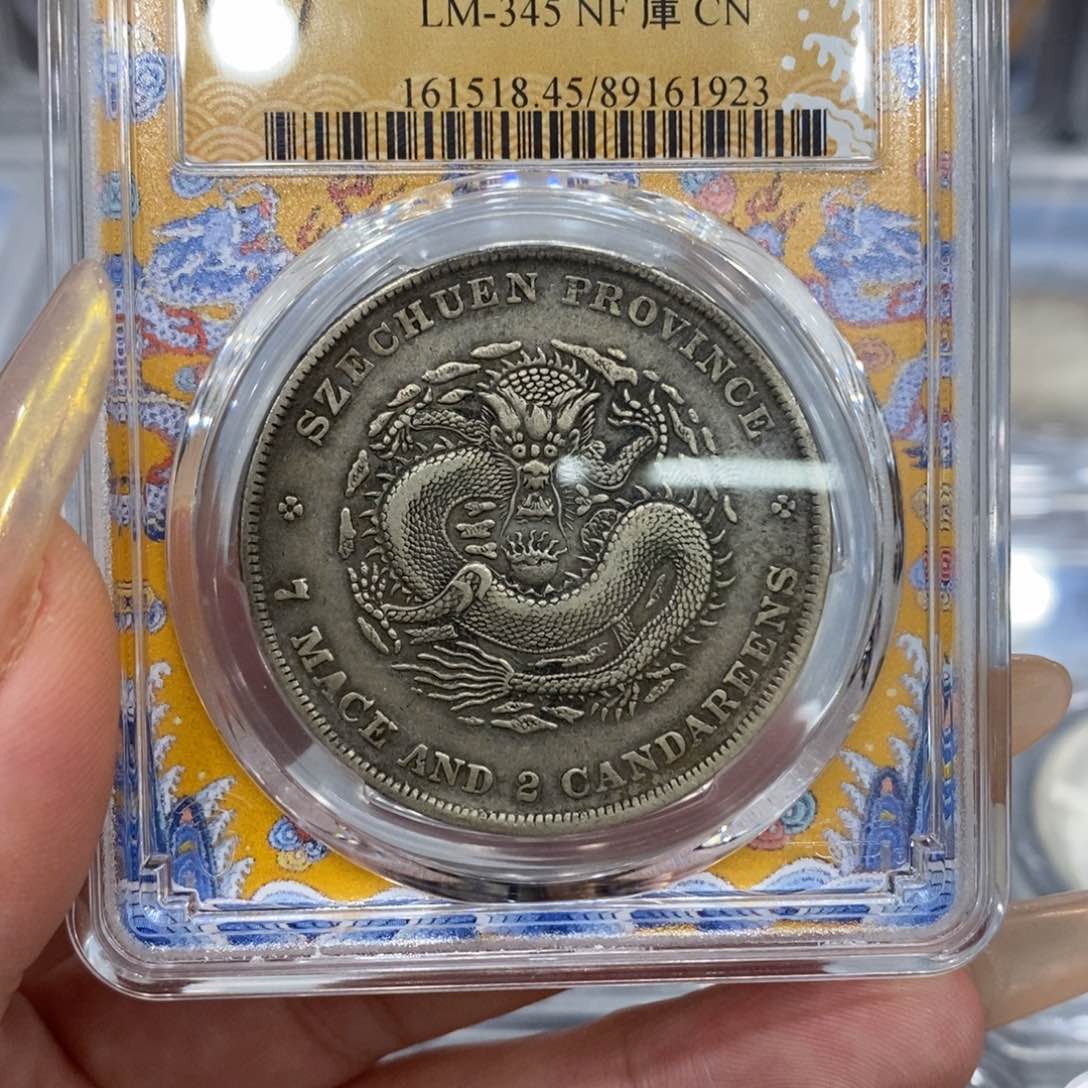 LM-345 NF 庫 CN
161518.45/89161923
SZECHUEN PROVINCE
7 MACE AND 2 CANDAREENS